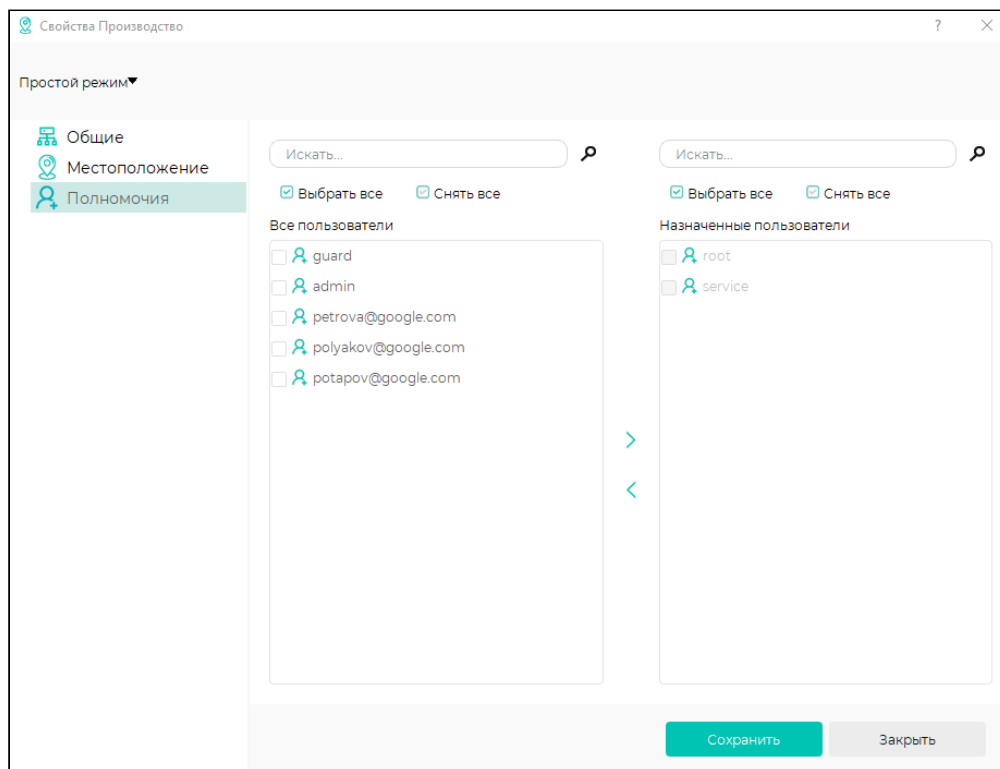 Свойства Производство
?
Простой режим
Общие
Местоположение
Полномочия
Искать...
Выбрать все
Снять все
Все пользователи
guard
admin
petrova@google.com
polyakov@google.com
potapov@google.com
Искать...
Выбрать все
Снять все
Назначенные пользователи
root
service
Сохранить
Закрыть